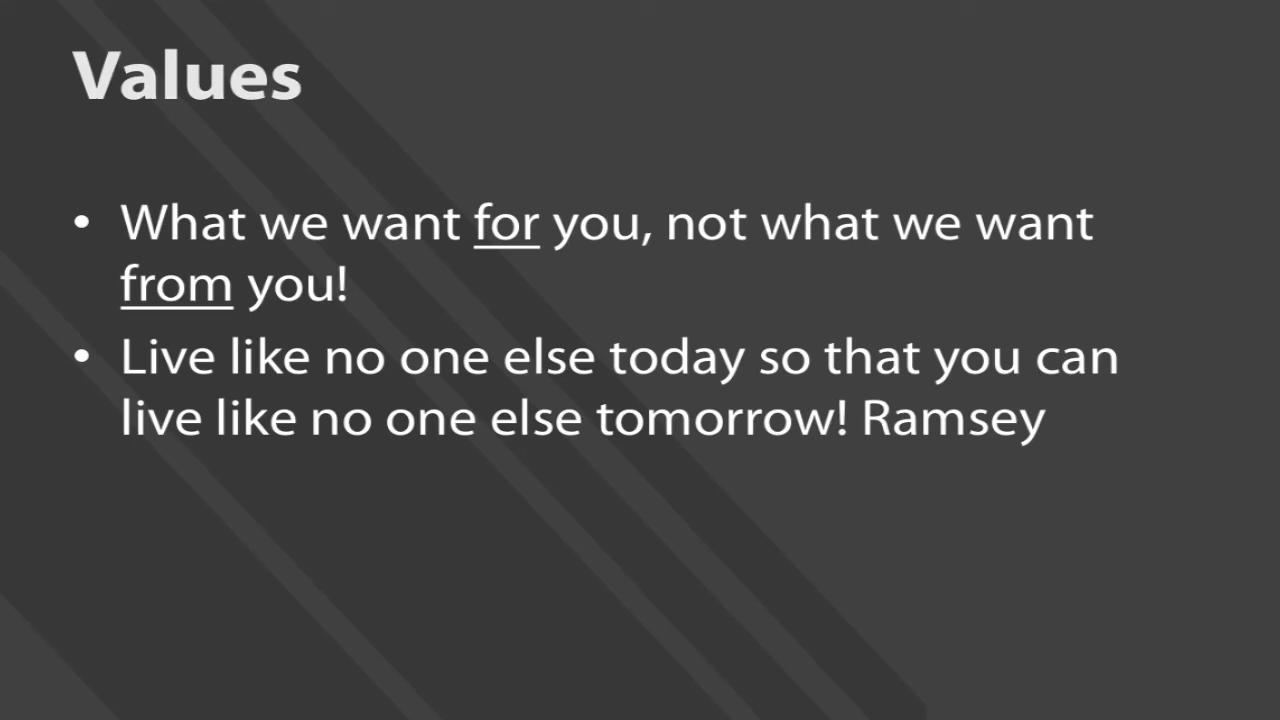 Values
• What we want for you, not what we want
from you!
• Live like no one else today so that you can
live like no one else tomorrow! Ramsey